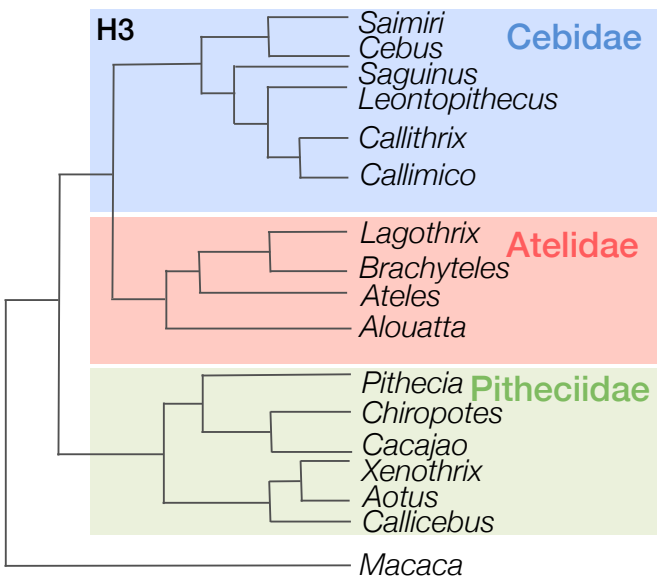 H3
Saimiri
Cebidae
Cebus
Saguinus
Leontopithecus
Callithrix
Callimico
Lagothrix
Atelidae
Brachyteles
Ateles
Alouatta
Pithecia
Pitheciidae
Chiropotes
Cacajao
Xenothrix
Aotus
Callicebus
Macaca